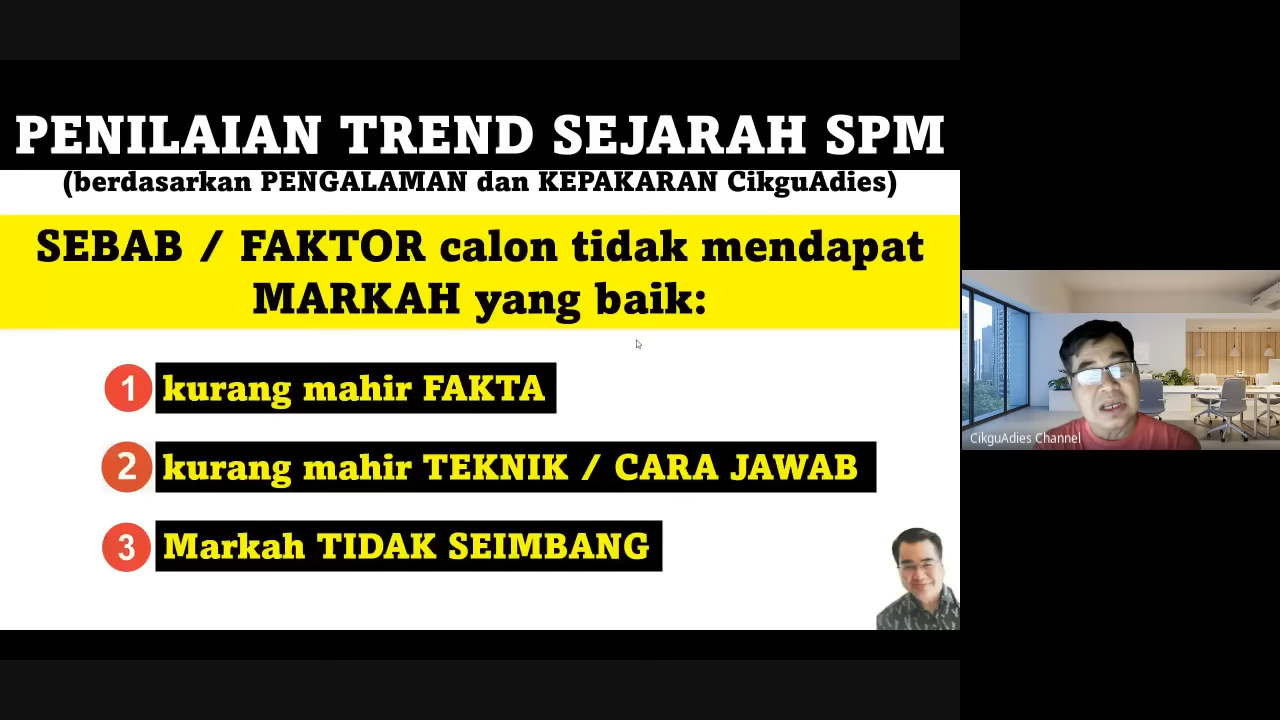 PENILAIAN TREND SEJARAH SPM
(berdasarkan PENGALAMAN dan KEPAKARAN CikguAdies)
SEBAB / FAKTOR calon tidak mendapat
MARKAH yang baik:
1 kurang mahir FAKTA
2 kurang mahir TEKNIK / CARA JAWAB
3 Markah TIDAK SEIMBANG
CikguAdies Channel